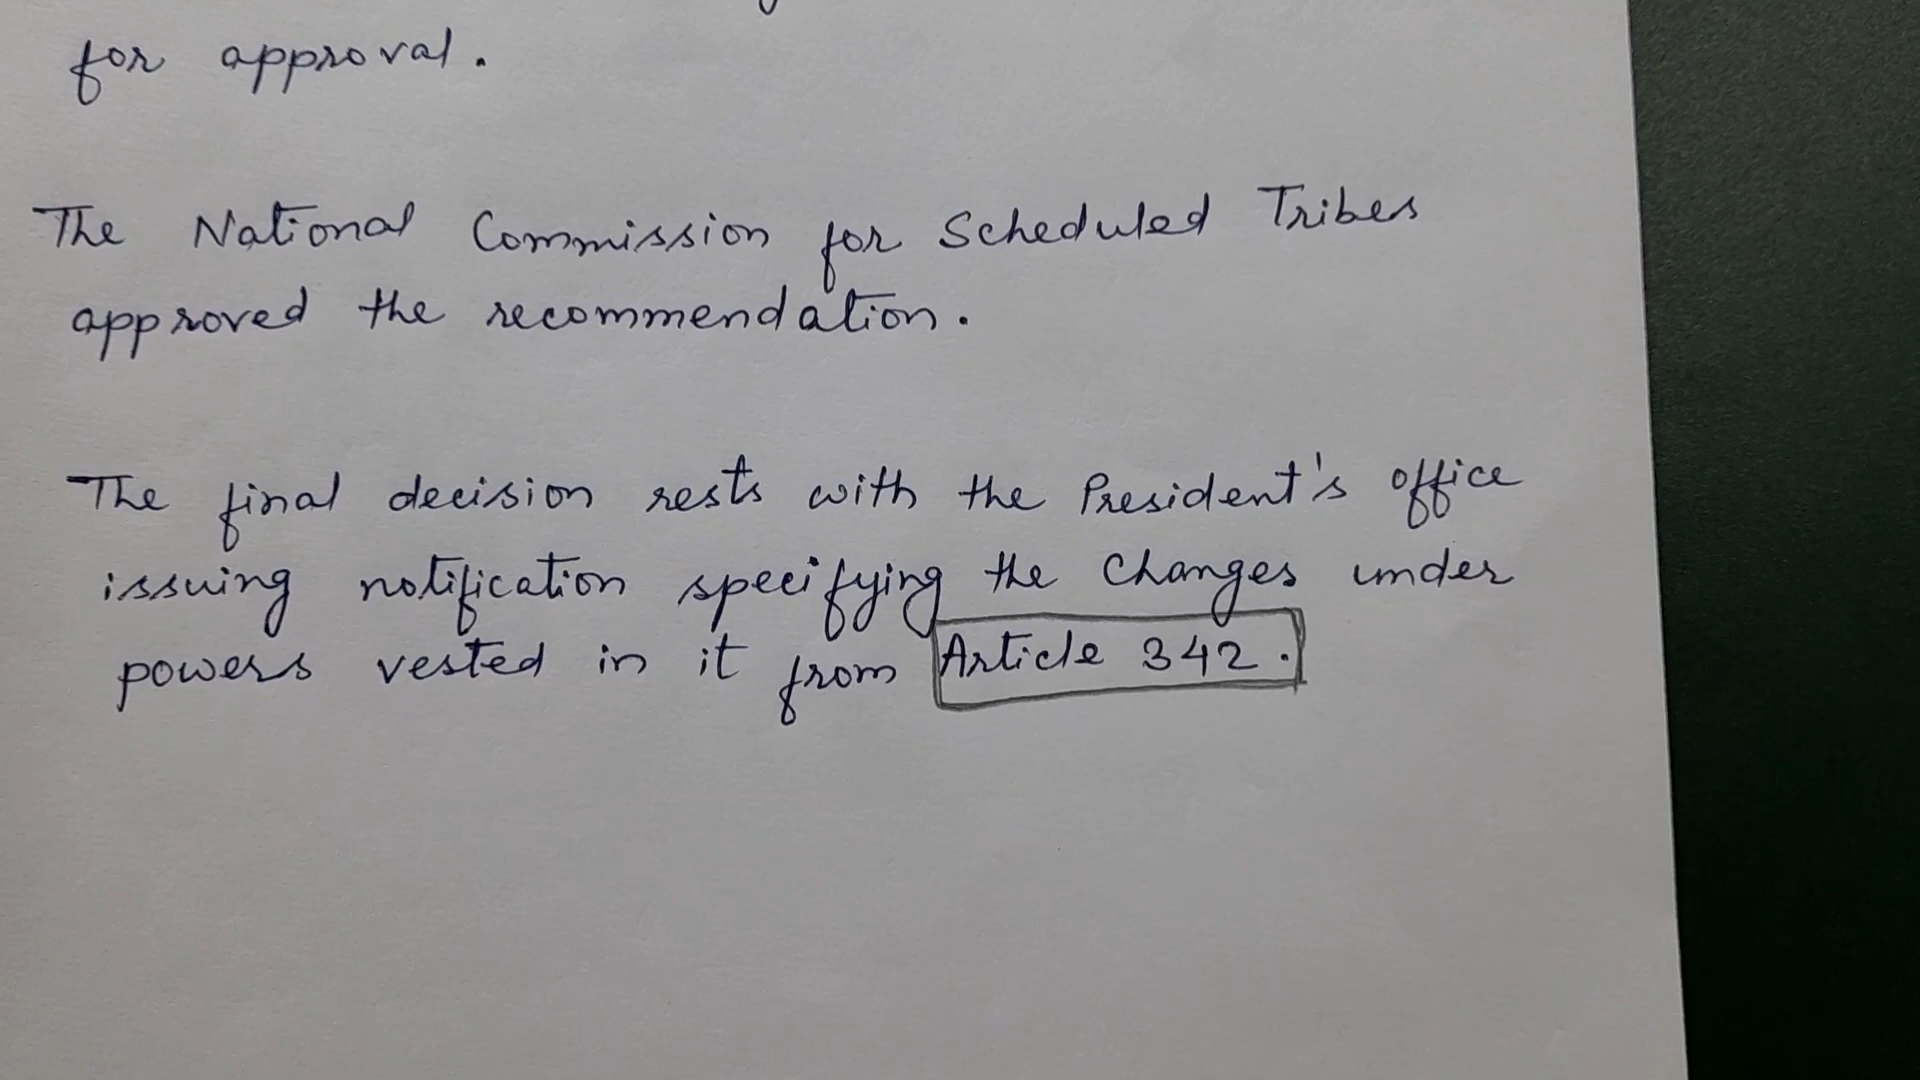 for approval.
The National Commission for Scheduled Tribes
approved the recommendation.
The final decision rests with the President's office
issuing notification specifying the changes under
powers vested in it from Article 342.